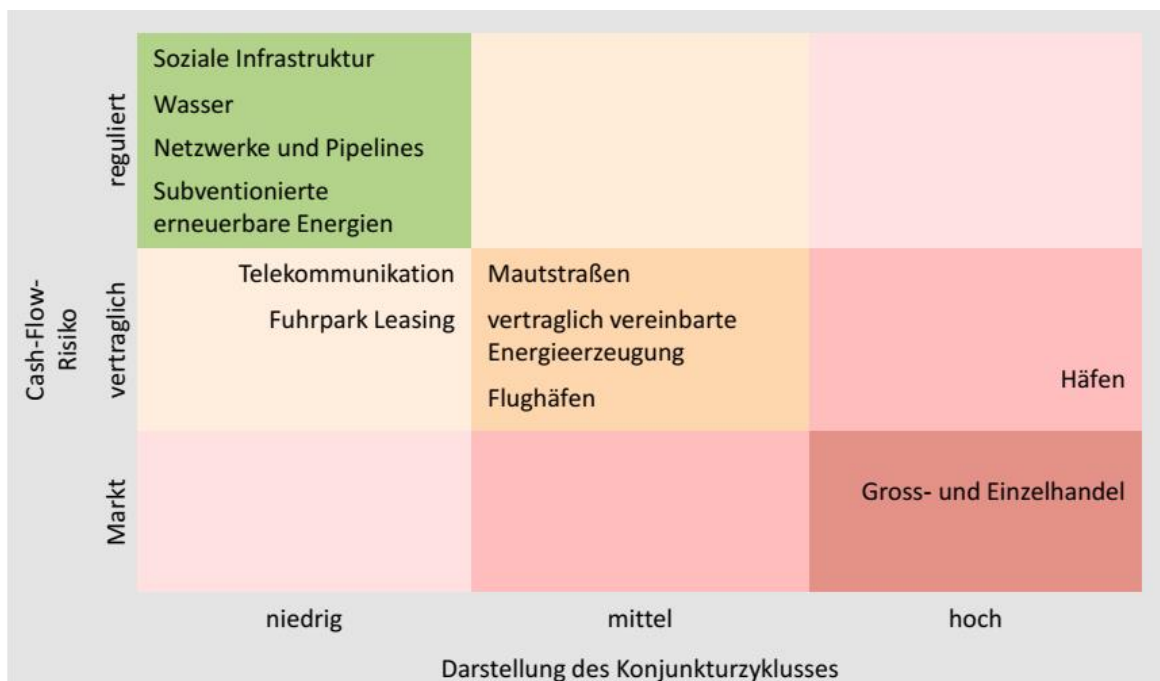 Soziale Infrastruktur
Wasser
Netzwerke und Pipelines
Subventionierte
erneuerbare Energien
reguliert
Telekommunikation
Fuhrpark Leasing
Mautstraßen
vertraglich vereinbarte
Energieerzeugung
Flughäfen
Häfen
Cash-Flow-
Risiko
vertraglich
Gross- und Einzelhandel
Markt
niedrig
mittel
hoch
Darstellung des Konjunkturzyklusses